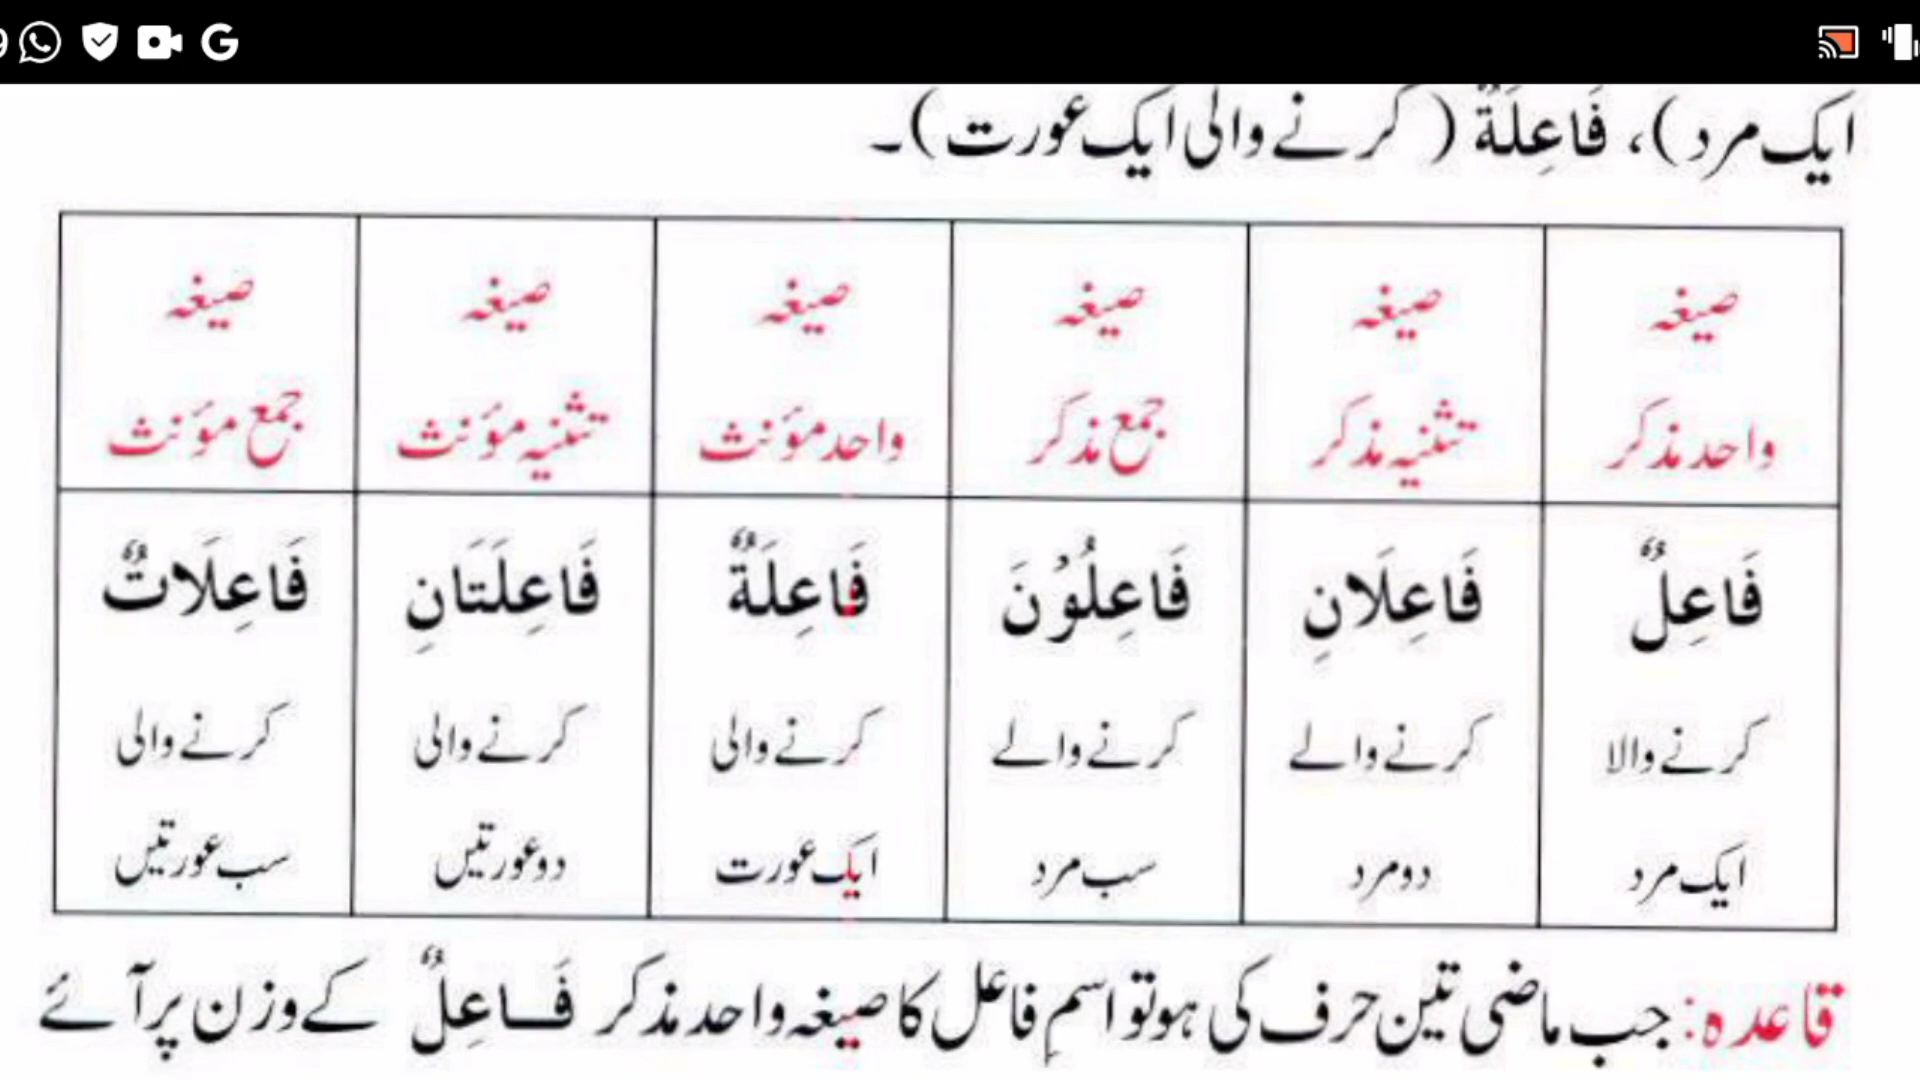 ایک مرد)، فَاعِلَةٌ (کرنے والی ایک عورت)۔
صیغہ واحد مذکر
صیغہ تثنیہ مذکر
صیغہ جمع مذکر
صیغہ واحد مؤنث
صیغہ تثنیہ مؤنث
صیغہ جمع مؤنث
فَاعِلٌ
فَاعِلَانِ
فَاعِلُوْنَ
فَاعِلَةٌ
فَاعِلَتَانِ
فَاعِلَاتٌ
کرنے والا ایک مرد
کرنے والے دو مرد
کرنے والے سب مرد
کرنے والی ایک عورت
کرنے والی دو عورتیں
کرنے والی سب عورتیں
قاعدہ: جب ماضی تین حرف کی ہو تو اسمِ فاعل کا صیغہ واحد مذکر فَاعِلٌ کے وزن پر آئے